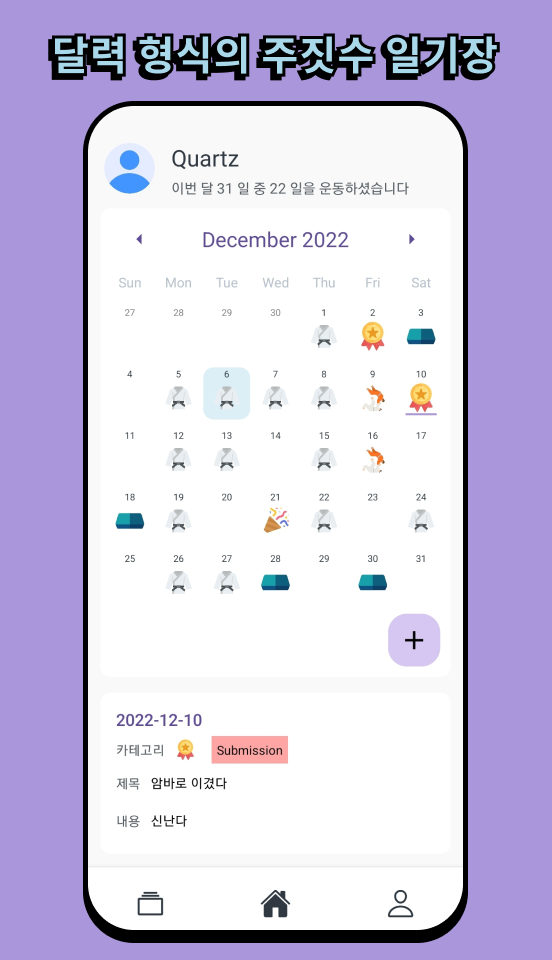 달력 형식의 주짓수 일기장
Quartz
이번 달 31 일 중 22 일을 운동하셨습니다
December 2022
Sun Mon Tue Wed Thu Fri Sat
27 28 29 30 1 2 3
4 5 6 7 8 9 10
11 12 13 14 15 16 17
18 19 20 21 22 23 24
25 26 27 28 29 30 31
2022-12-10
카테고리 Submission
제목 암바로 이겼다
내용 신난다